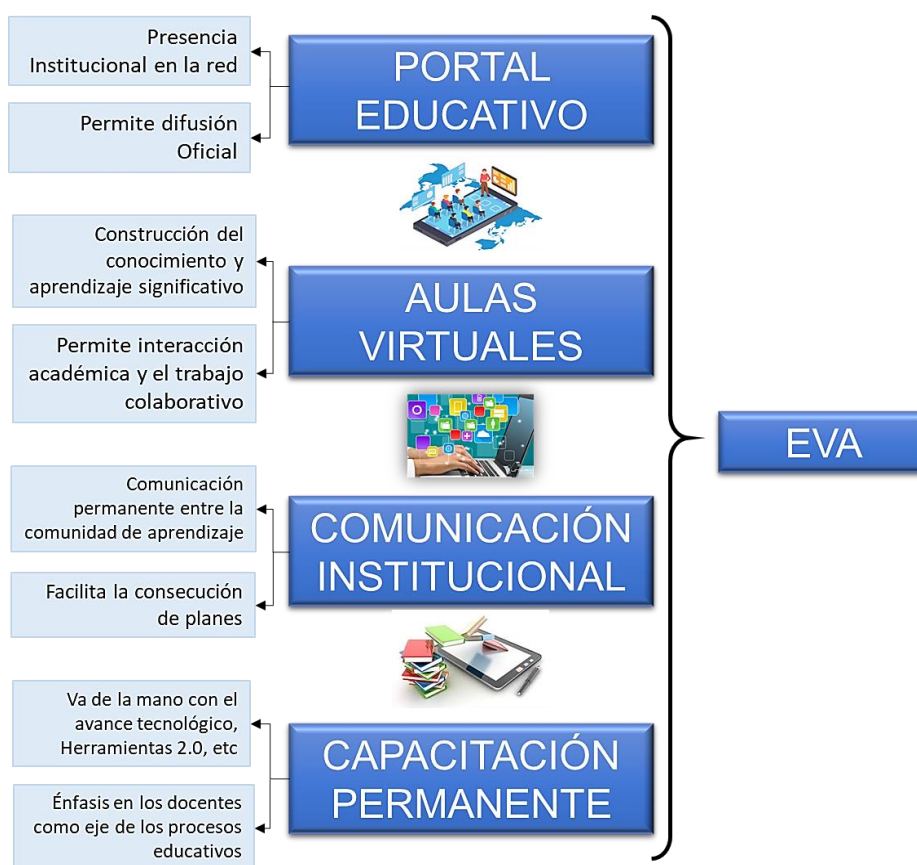 Presencia
Institucional en la red
Permite difusión
Oficial
PORTAL
EDUCATIVO
Construcción del
conocimiento y
aprendizaje significativo
Permite interacción
académica y el trabajo
colaborativo
AULAS
VIRTUALES
EVA
Comunicación
permanente entre la
comunidad de aprendizaje
Facilita la consecución
de planes
COMUNICACIÓN
INSTITUCIONAL
Va de la mano con el
avance tecnológico,
Herramientas 2.0, etc
Énfasis en los docentes
como eje de los procesos
educativos
CAPACITACIÓN
PERMANENTE